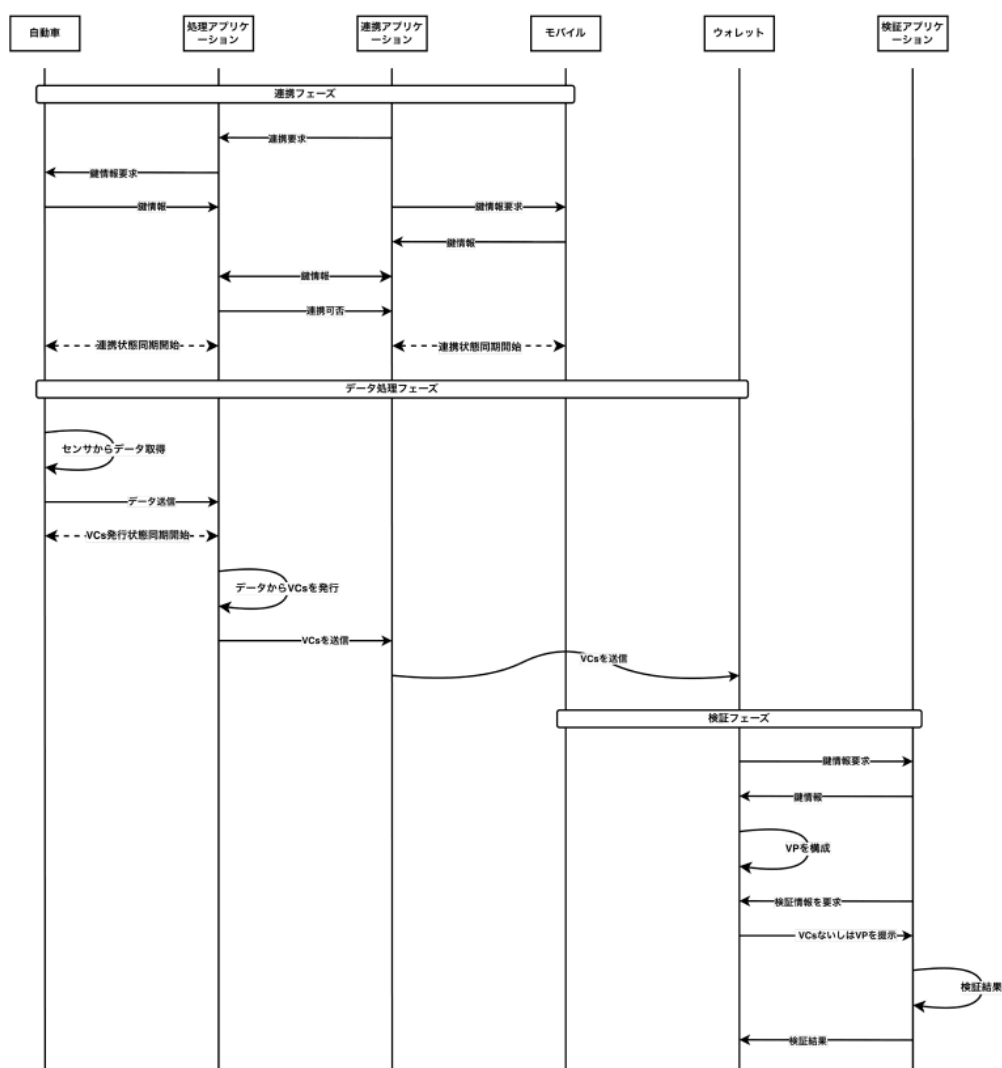 自動車
処理アプリケ
ーション
連携アプリケ
ーション
モバイル
ウォレット
検証アプリケ
ーション
連携フェーズ
連携要求
鍵情報要求
鍵情報
鍵情報要求
鍵情報
鍵情報
連携可否
連携状態同期開始
連携状態同期開始
データ処理フェーズ
センサからデータ取得
データ送信
VCs発行状態同期開始
データからVCsを発行
VCsを送信
VCsを送信
検証フェーズ
鍵情報要求
鍵情報
VPを構成
検証情報を要求
VCsないしはVPを提示
検証結果
検証結果